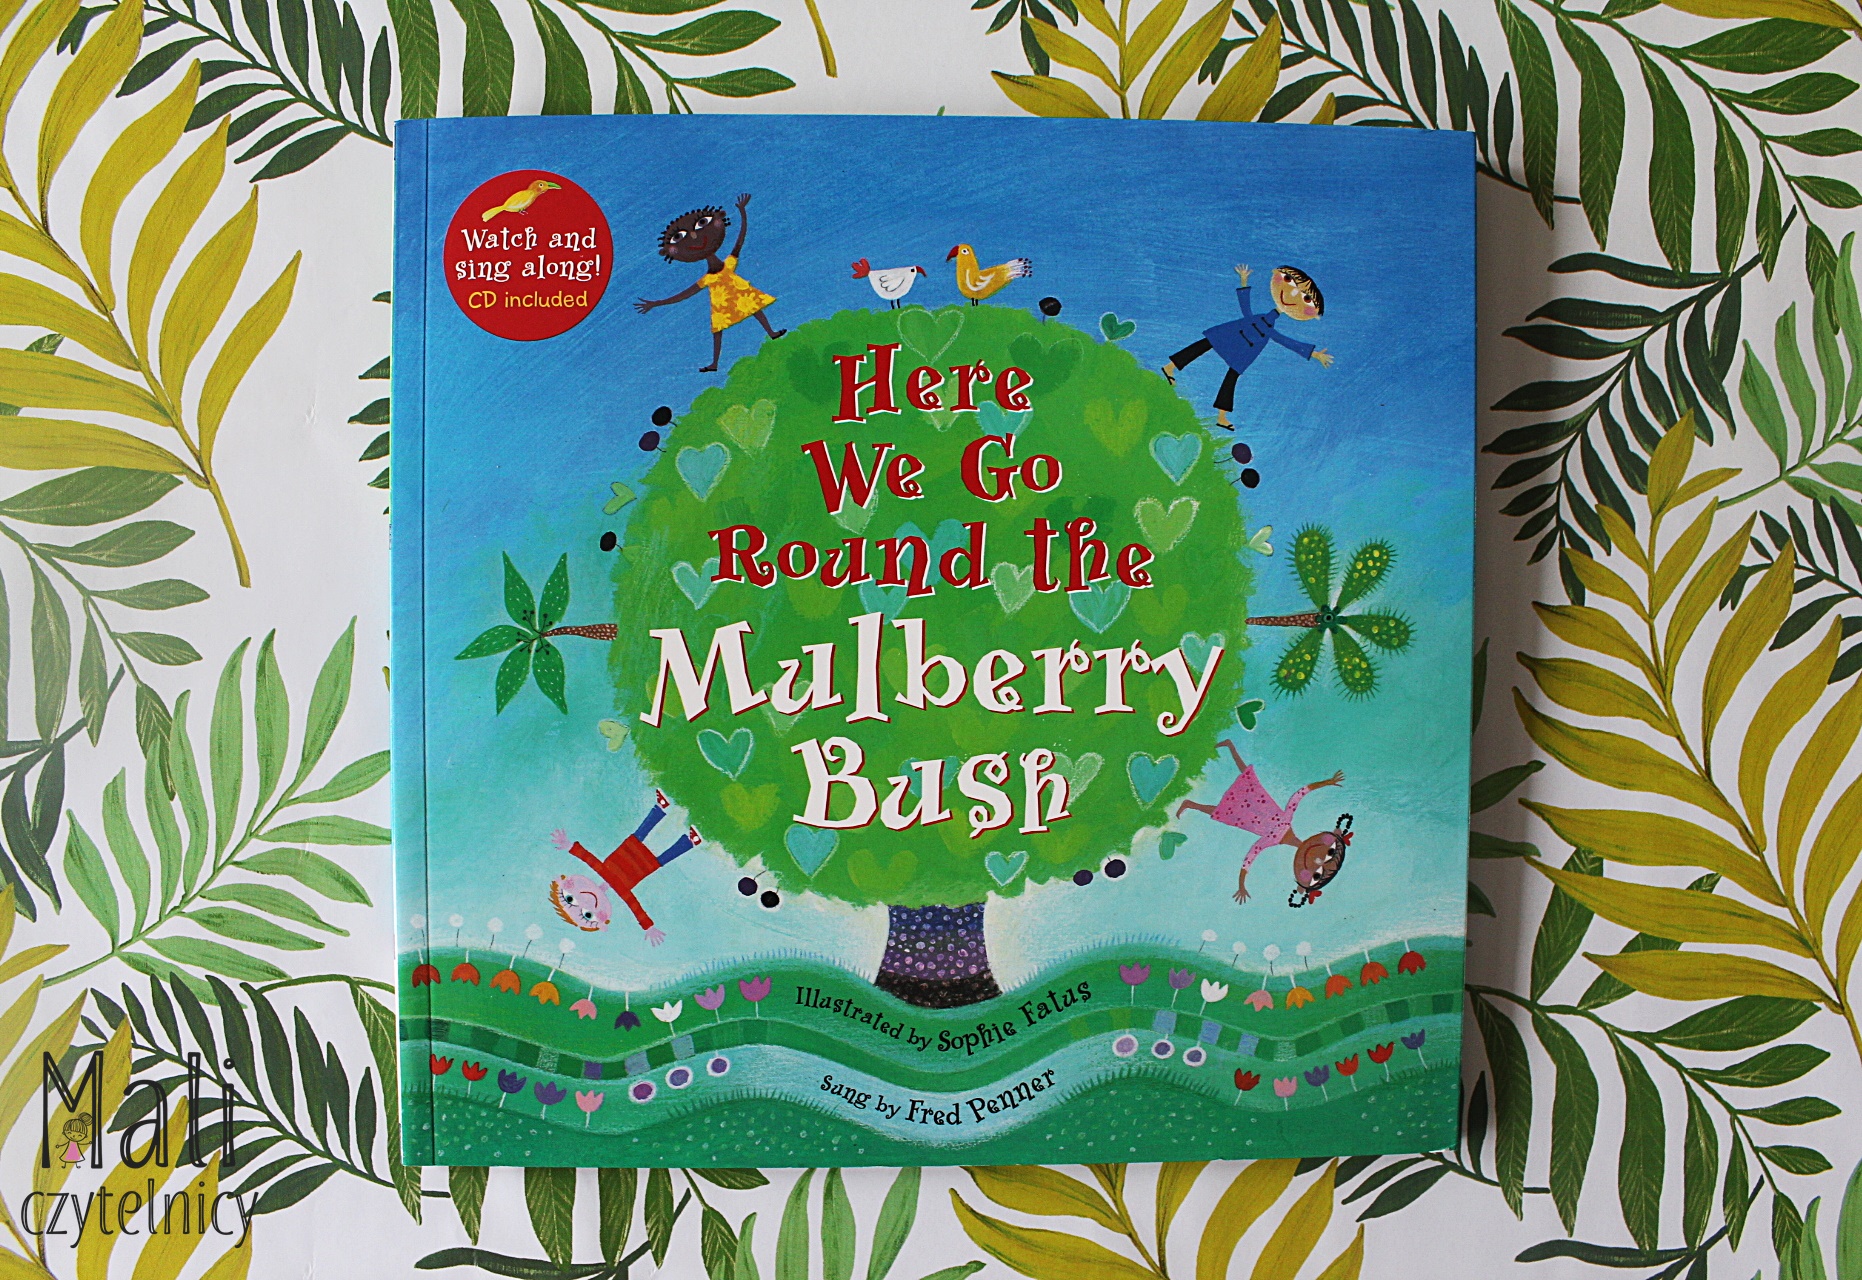 Watch and
sing along!
CD included
Here
We Go
Round the
Mulberry
Bush
Illustrated by Sophie Fatus
sung by Fred Penner
Mali
czytelnicy